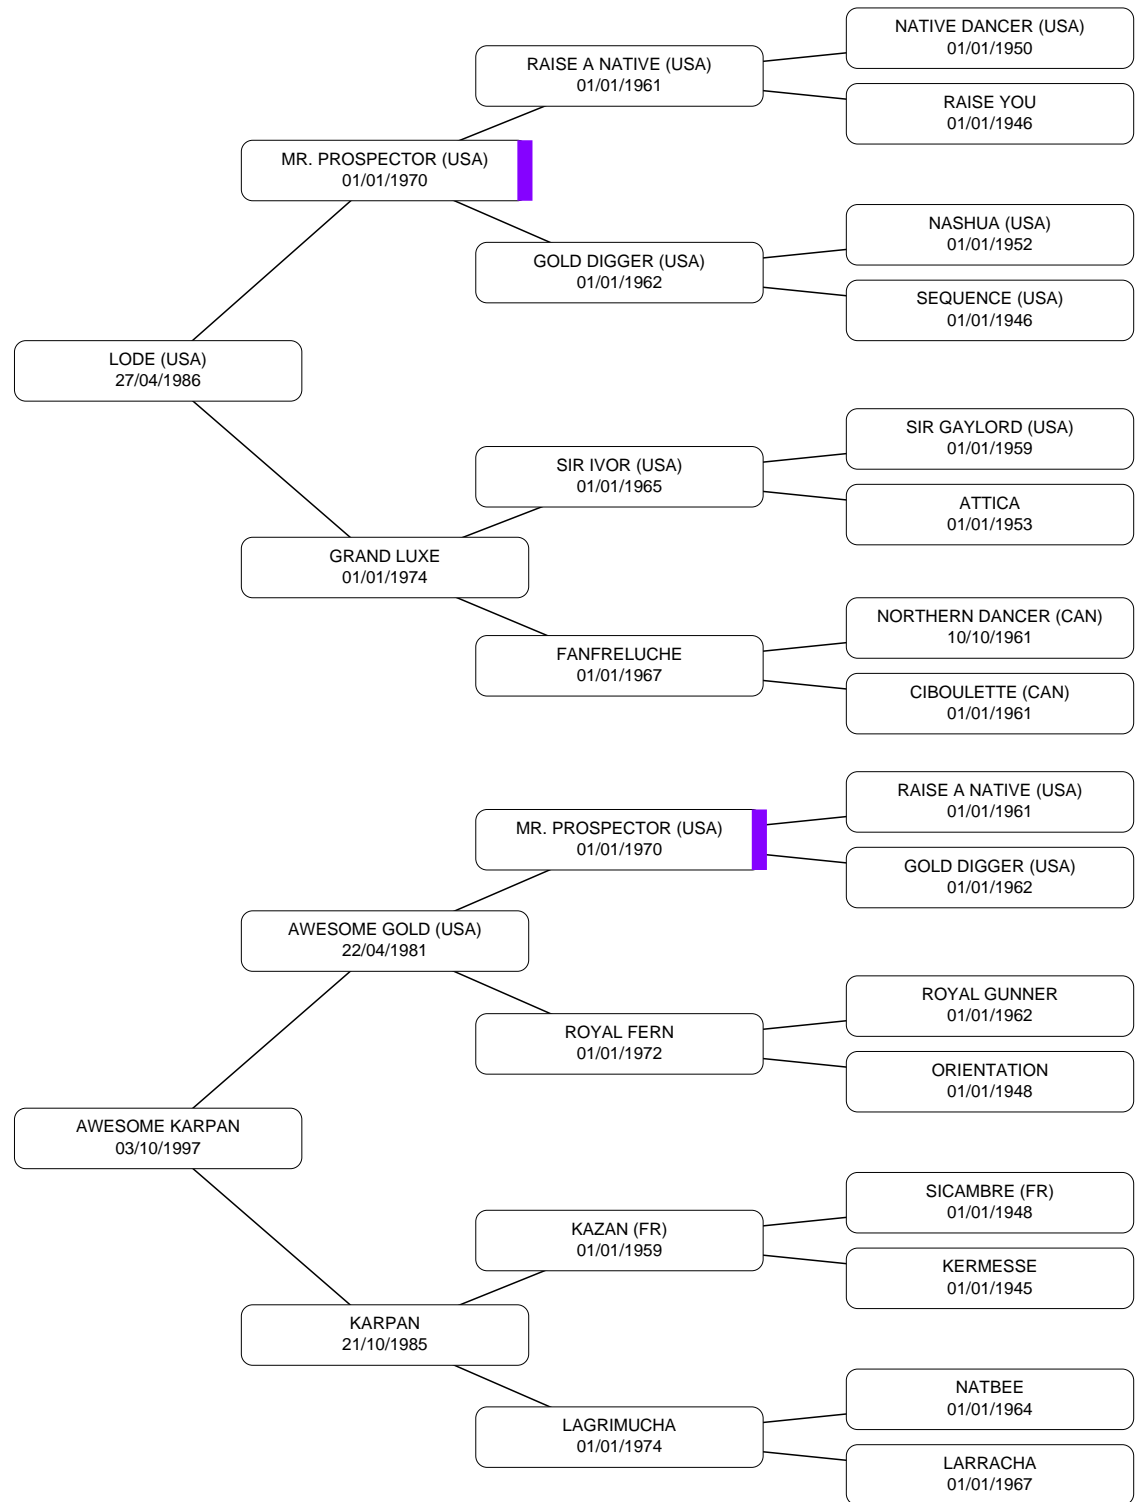 NATIVE DANCER (USA)
01/01/1950
RAISE A NATIVE (USA)
01/01/1961
RAISE YOU
01/01/1946
MR. PROSPECTOR (USA)
01/01/1970
NASHUA (USA)
01/01/1952
GOLD DIGGER (USA)
01/01/1962
SEQUENCE (USA)
01/01/1946
LODE (USA)
27/04/1986
SIR GAYLORD (USA)
01/01/1959
SIR IVOR (USA)
01/01/1965
ATTICA
01/01/1953
GRAND LUXE
01/01/1974
NORTHERN DANCER (CAN)
10/10/1961
FANFRELUCHE
01/01/1967
CIBOULETTE (CAN)
01/01/1961
RAISE A NATIVE (USA)
01/01/1961
MR. PROSPECTOR (USA)
01/01/1970
GOLD DIGGER (USA)
01/01/1962
AWESOME GOLD (USA)
22/04/1981
ROYAL GUNNER
01/01/1962
ROYAL FERN
01/01/1972
ORIENTATION
01/01/1948
AWESOME KARPAN
03/10/1997
SICAMBRE (FR)
01/01/1948
KAZAN (FR)
01/01/1959
KERMESSE
01/01/1945
KARPAN
21/10/1985
NATBEE
01/01/1964
LAGRIMUCHA
01/01/1974
LARRACHA
01/01/1967